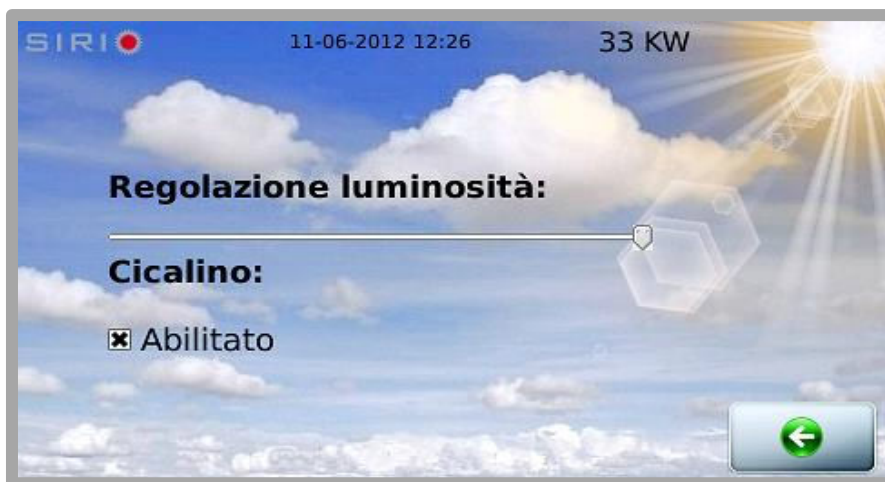 SIRIO 11-06-2012 12:26 33 KW
Regolazione luminosità:
Cicalino:
Abilitato